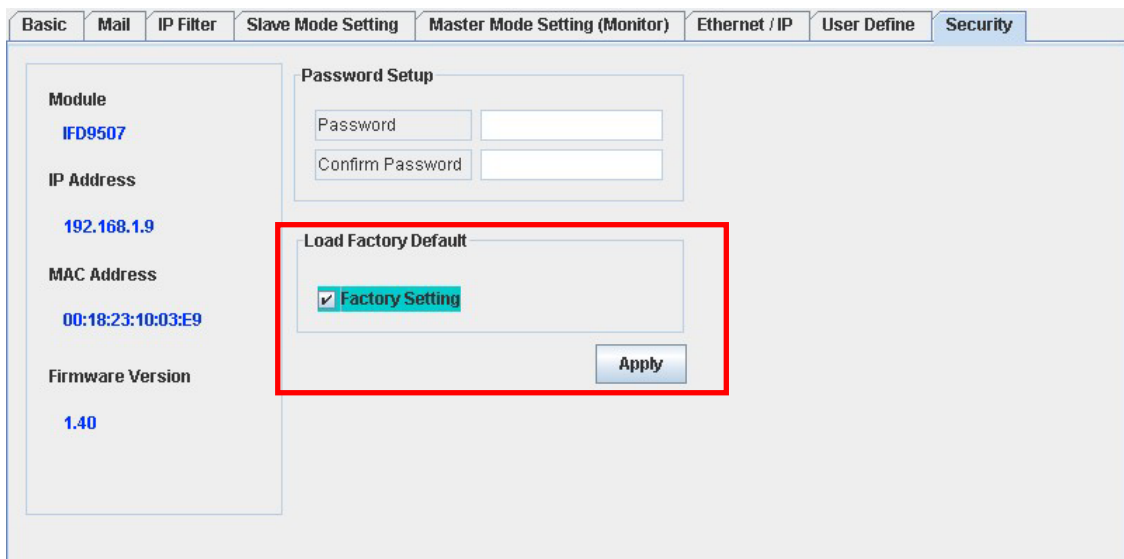 Basic
Mail
IP Filter
Slave Mode Setting
Master Mode Setting (Monitor)
Ethernet / IP
User Define
Security
Module
IFD9507
IP Address
192.168.1.9
MAC Address
00:18:23:10:03:E9
Firmware Version
1.40
Password Setup
Password
Confirm Password
Load Factory Default
Factory Setting
Apply